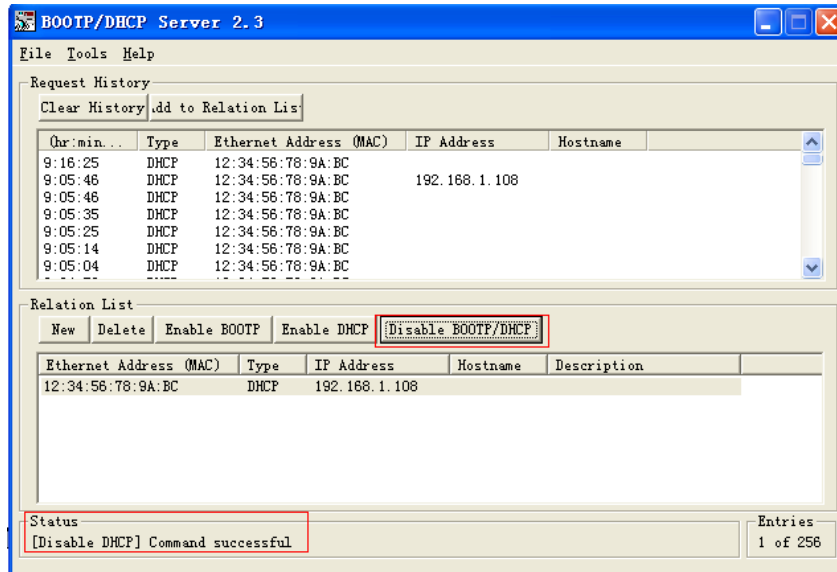 BOOTP/DHCP Server 2.3
File Tools Help
Request History
Clear History dd to Relation Lis
(hr:min... Type Ethernet Address (MAC) IP Address Hostname
9:16:25 DHCP 12:34:56:78:9A:BC
9:05:46 DHCP 12:34:56:78:9A:BC 192.168.1.108
9:05:46 DHCP 12:34:56:78:9A:BC
9:05:35 DHCP 12:34:56:78:9A:BC
9:05:25 DHCP 12:34:56:78:9A:BC
9:05:14 DHCP 12:34:56:78:9A:BC
9:05:04 DHCP 12:34:56:78:9A:BC
Relation List
New Delete Enable BOOTP Enable DHCP Disable BOOTP/DHCP
Ethernet Address (MAC) Type IP Address Hostname Description
12:34:56:78:9A:BC DHCP 192.168.1.108
Status
[Disable DHCP] Command successful
Entries
1 of 256